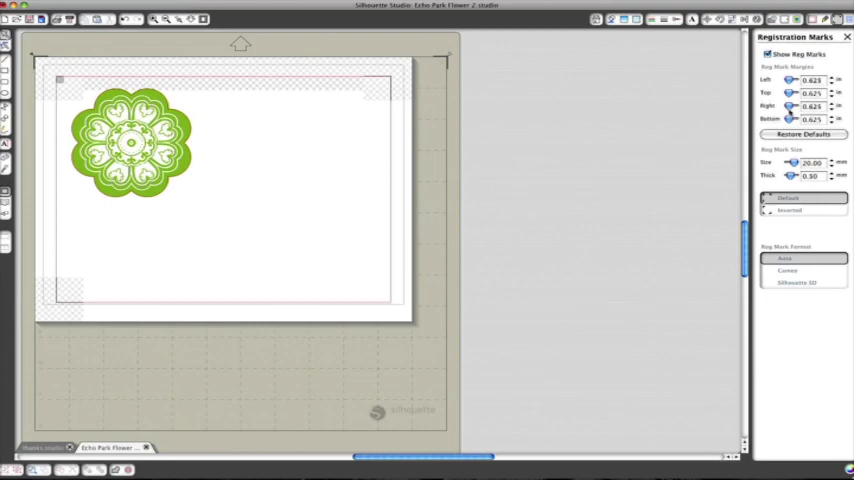 Silhouette Studio: Echo Park Flower 2.studio
Registration Marks
Show Reg Marks
Reg Mark Margins
Left 0.625 in
Top 0.625 in
Right 0.625 in
Bottom 0.625 in
Restore Defaults
Reg Mark Size
Size 20.00 mm
Thick 0.50 mm
Default
Inverted
Reg Mark Format
Auto
Cameo
Silhouette SD
silhouette
thanks.studio
Echo Park Flower ...